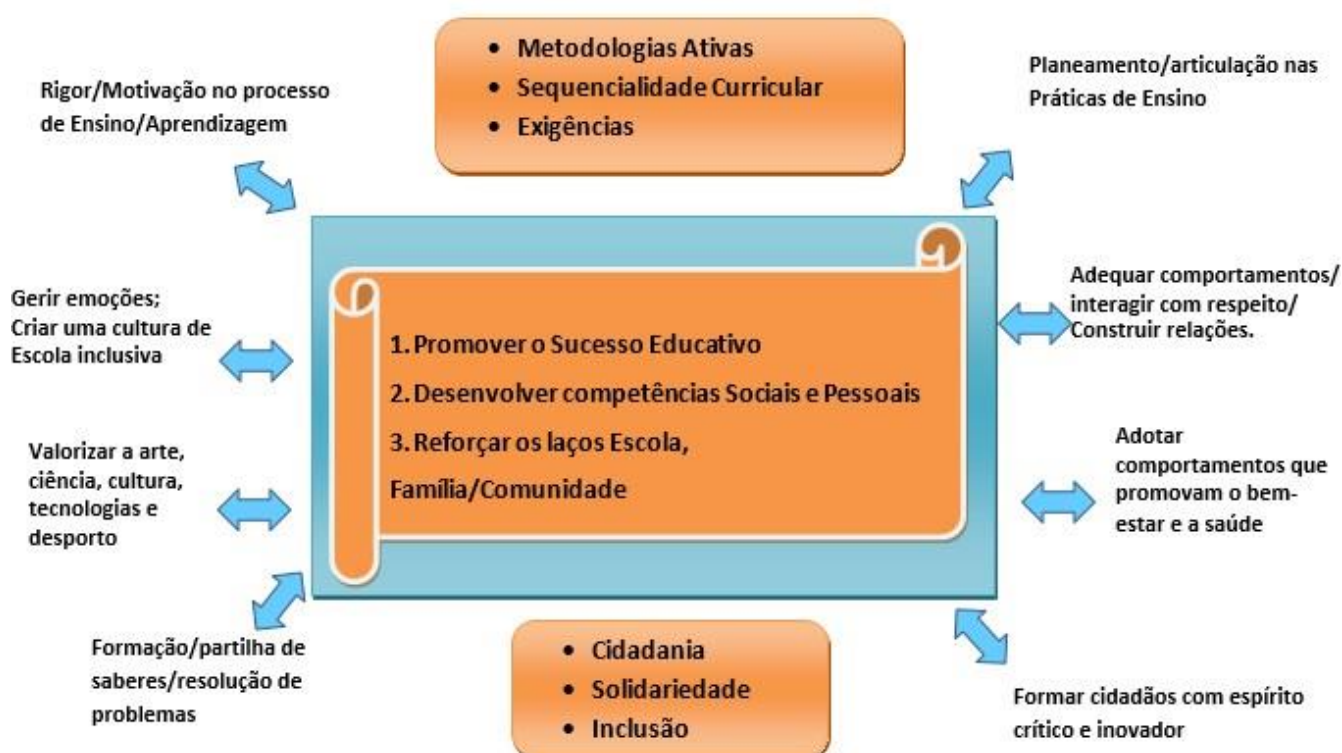 • Metodologias Ativas
• Sequencialidade Curricular
• Exigências
Rigor/Motivação no processo
de Ensino/Aprendizagem
Planeamento/articulação nas
Práticas de Ensino
Gerir emoções;
Criar uma cultura de
Escola inclusiva
1. Promover o Sucesso Educativo
2. Desenvolver competências Sociais e Pessoais
3. Reforçar os laços Escola,
Família/Comunidade
Adequar comportamentos/
interagir com respeito/
Construir relações.
Valorizar a arte,
ciência, cultura,
tecnologias e
desporto
Adotar
comportamentos que
promovam o bem-
estar e a saúde
Formação/partilha de
saberes/resolução de
problemas
• Cidadania
• Solidariedade
• Inclusão
Formar cidadãos com espírito
crítico e inovador